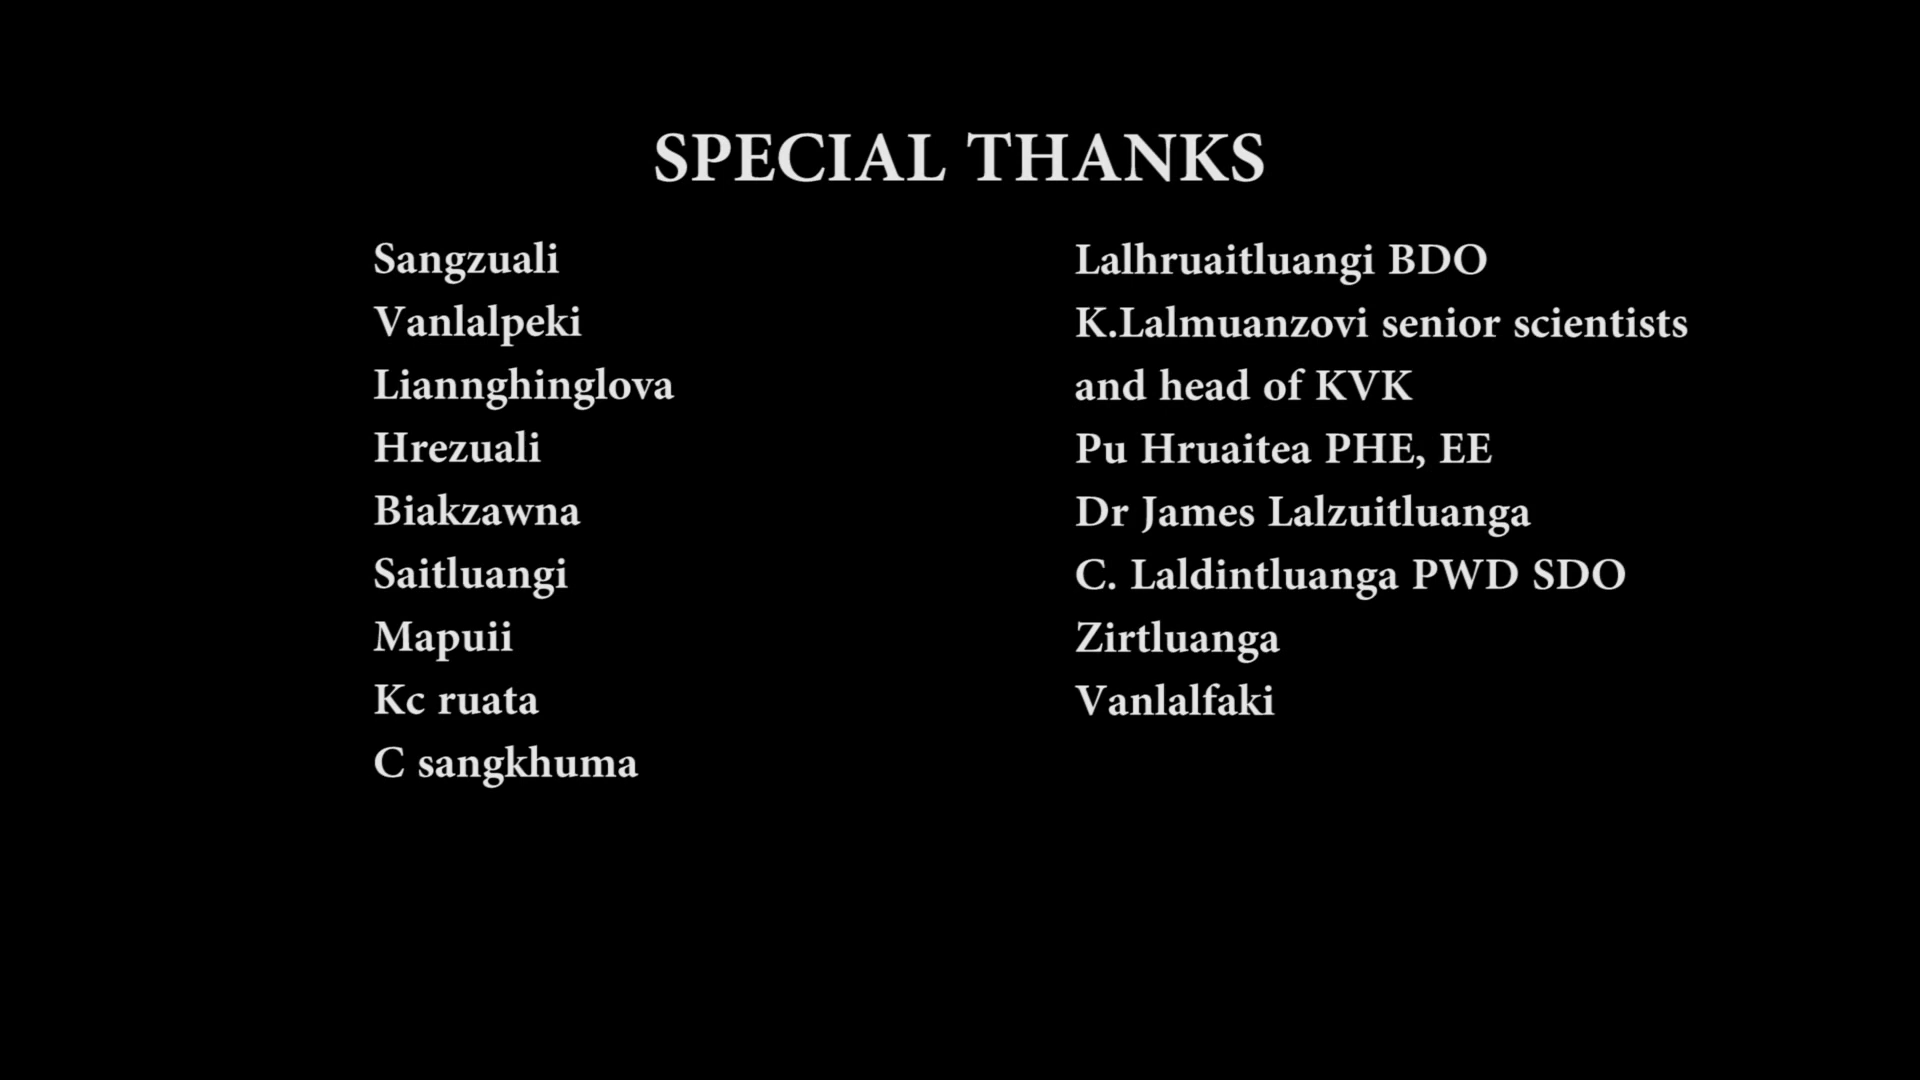 SPECIAL THANKS
Sangzuali
Vanlalpeki
Liannghinglova
Hrezuali
Biakzawna
Saitluangi
Mapuii
Kc ruata
C sangkhuma
Lalhruaitluangi BDO
K.Lalmuanzovi senior scientists
and head of KVK
Pu Hruaitea PHE, EE
Dr James Lalzuitluanga
C. Laldintluanga PWD SDO
Zirtluanga
Vanlalfaki